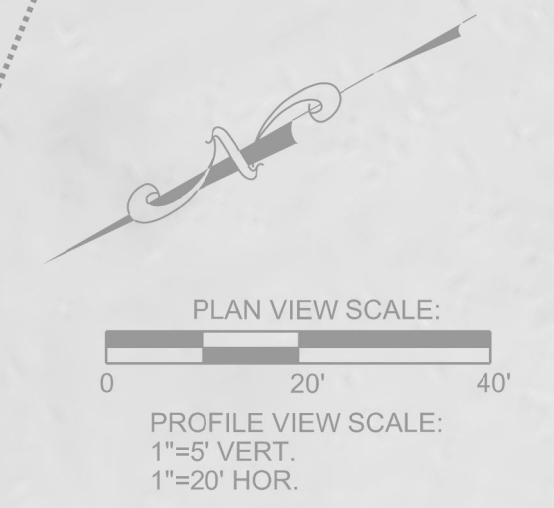 N
PLAN VIEW SCALE:
0 20' 40'
PROFILE VIEW SCALE:
1"=5' VERT.
1"=20' HOR.